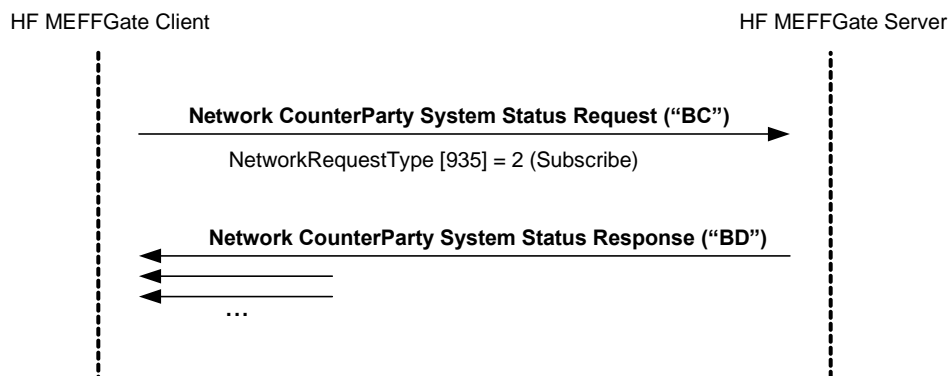 HF MEFFGate Client
HF MEFFGate Server
Network CounterParty System Status Request (“BC”)
NetworkRequestType [935] = 2 (Subscribe)
Network CounterParty System Status Response (“BD”)
...